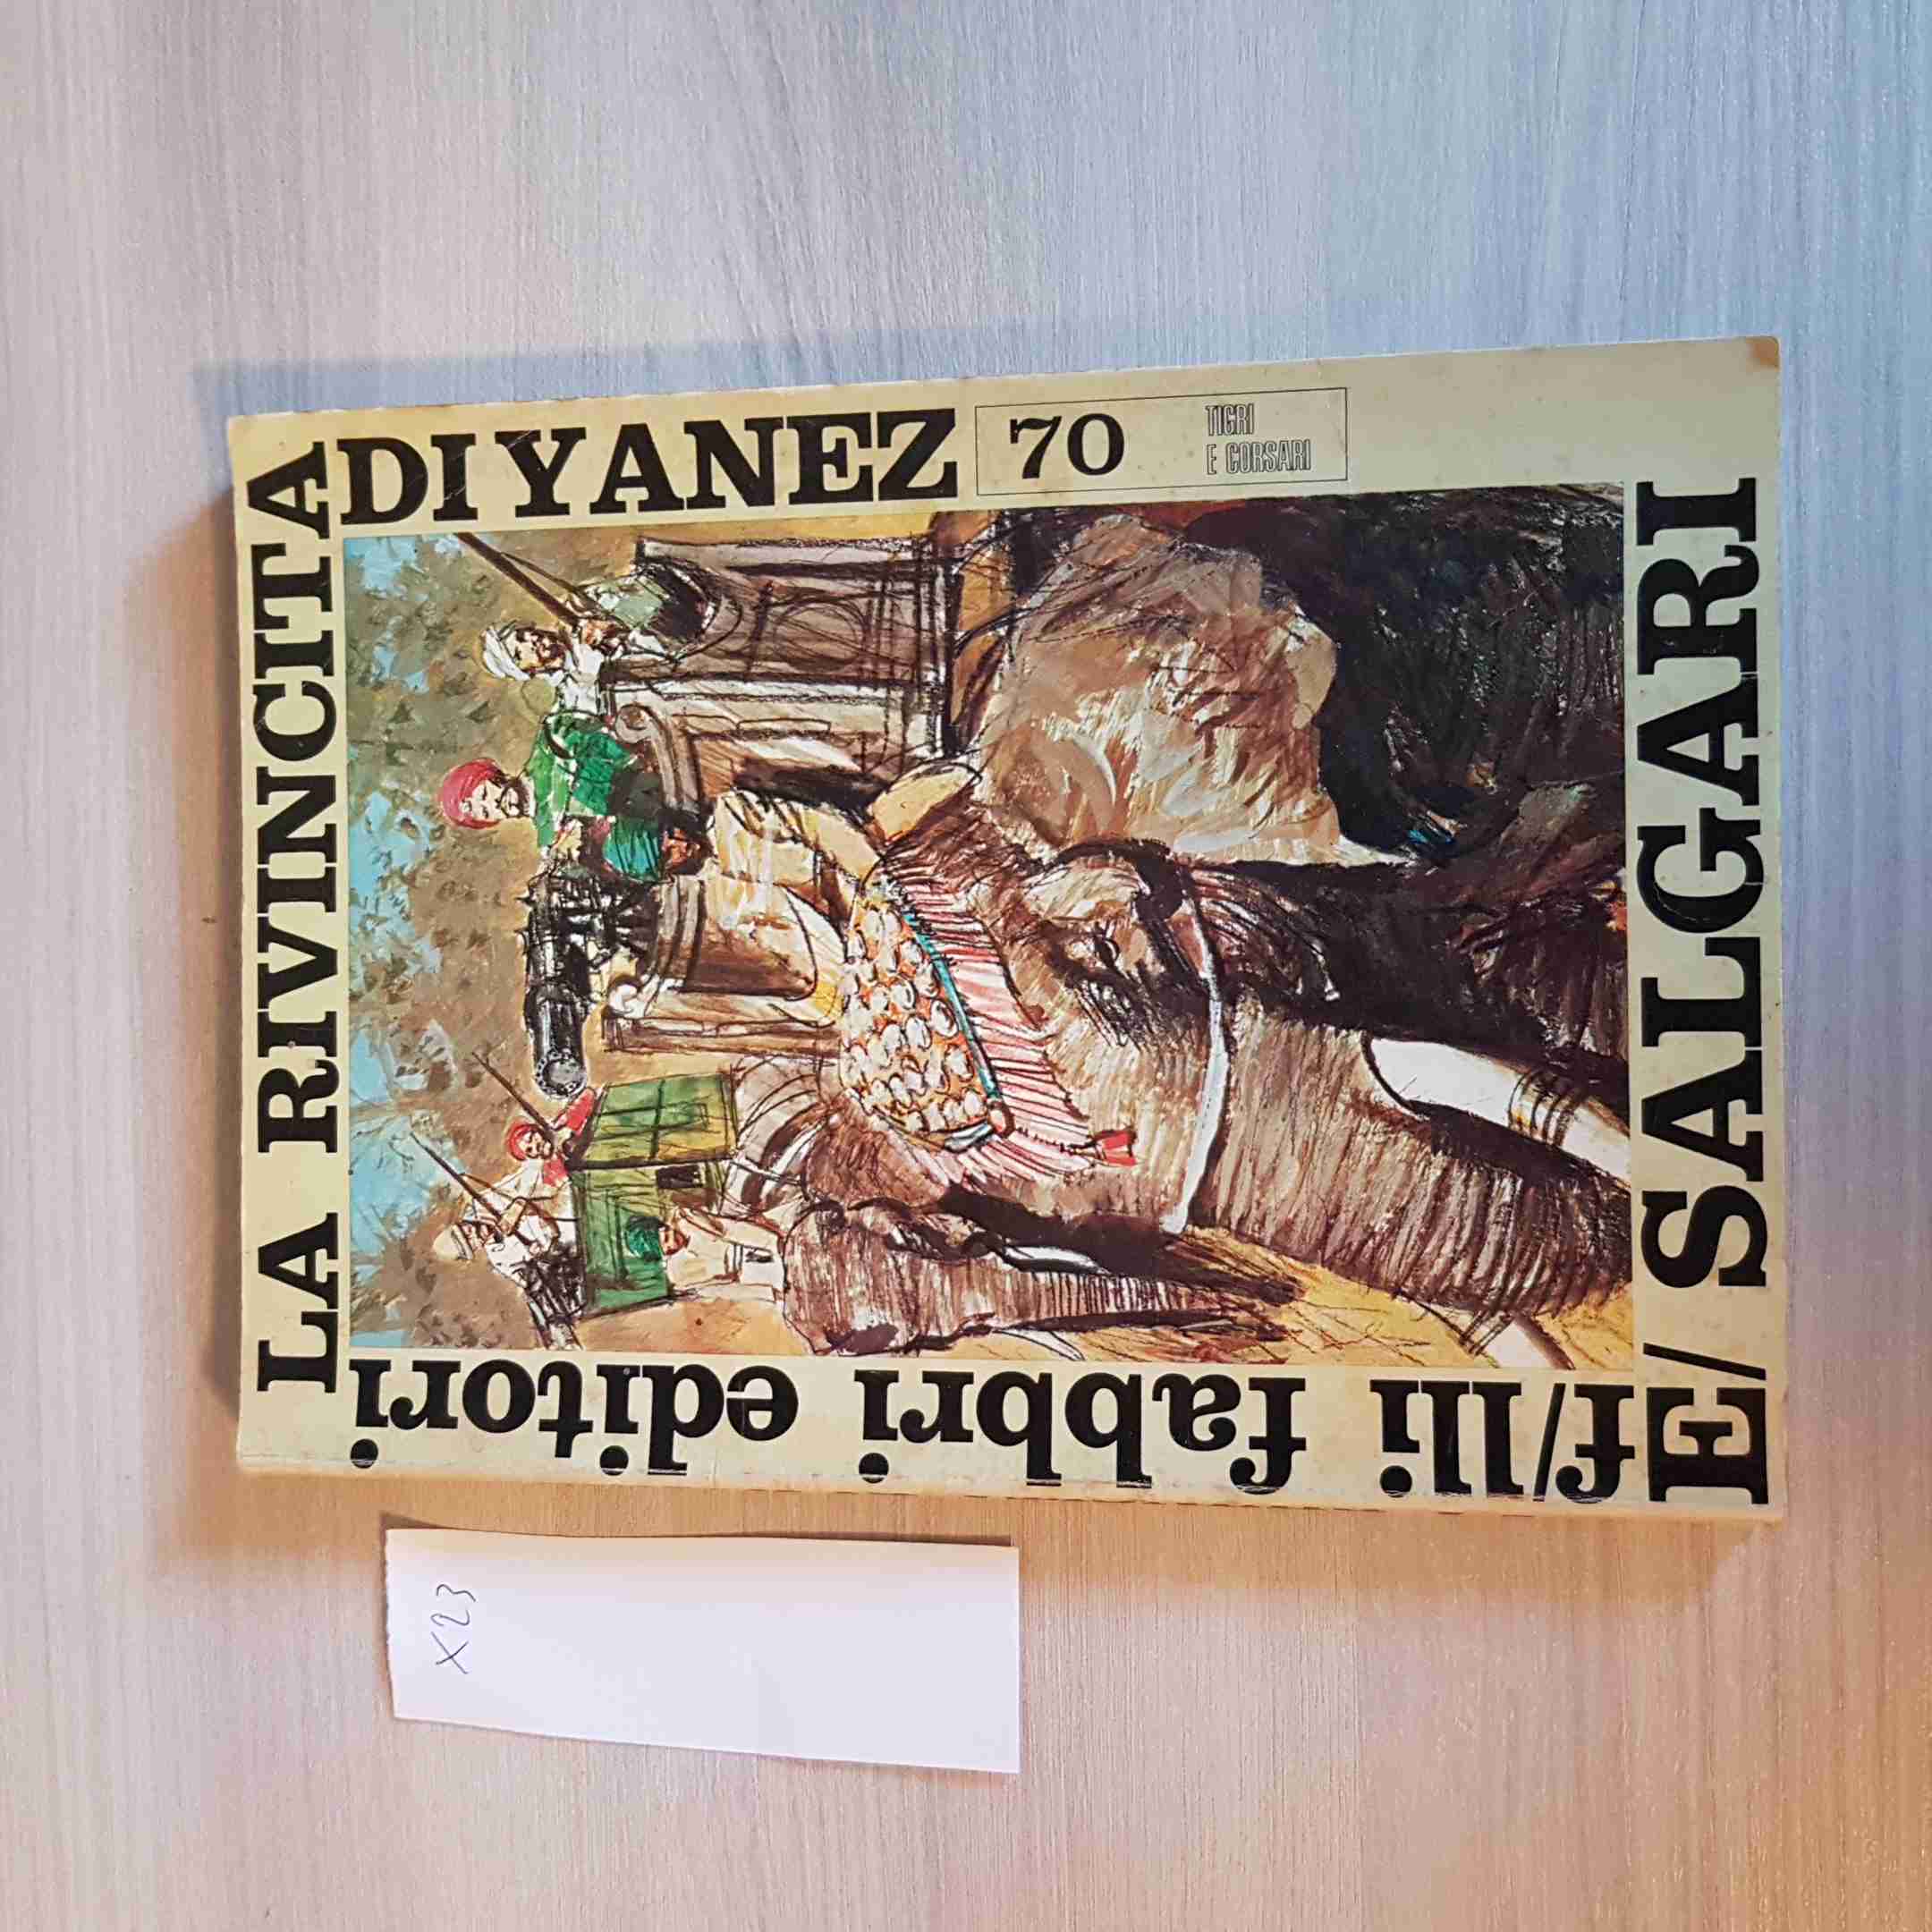 LA RIVINCITA
DI YANEZ
70
TIGRI
E CORSARI
E/ SALGARI
f/lli fabbri editori
X23